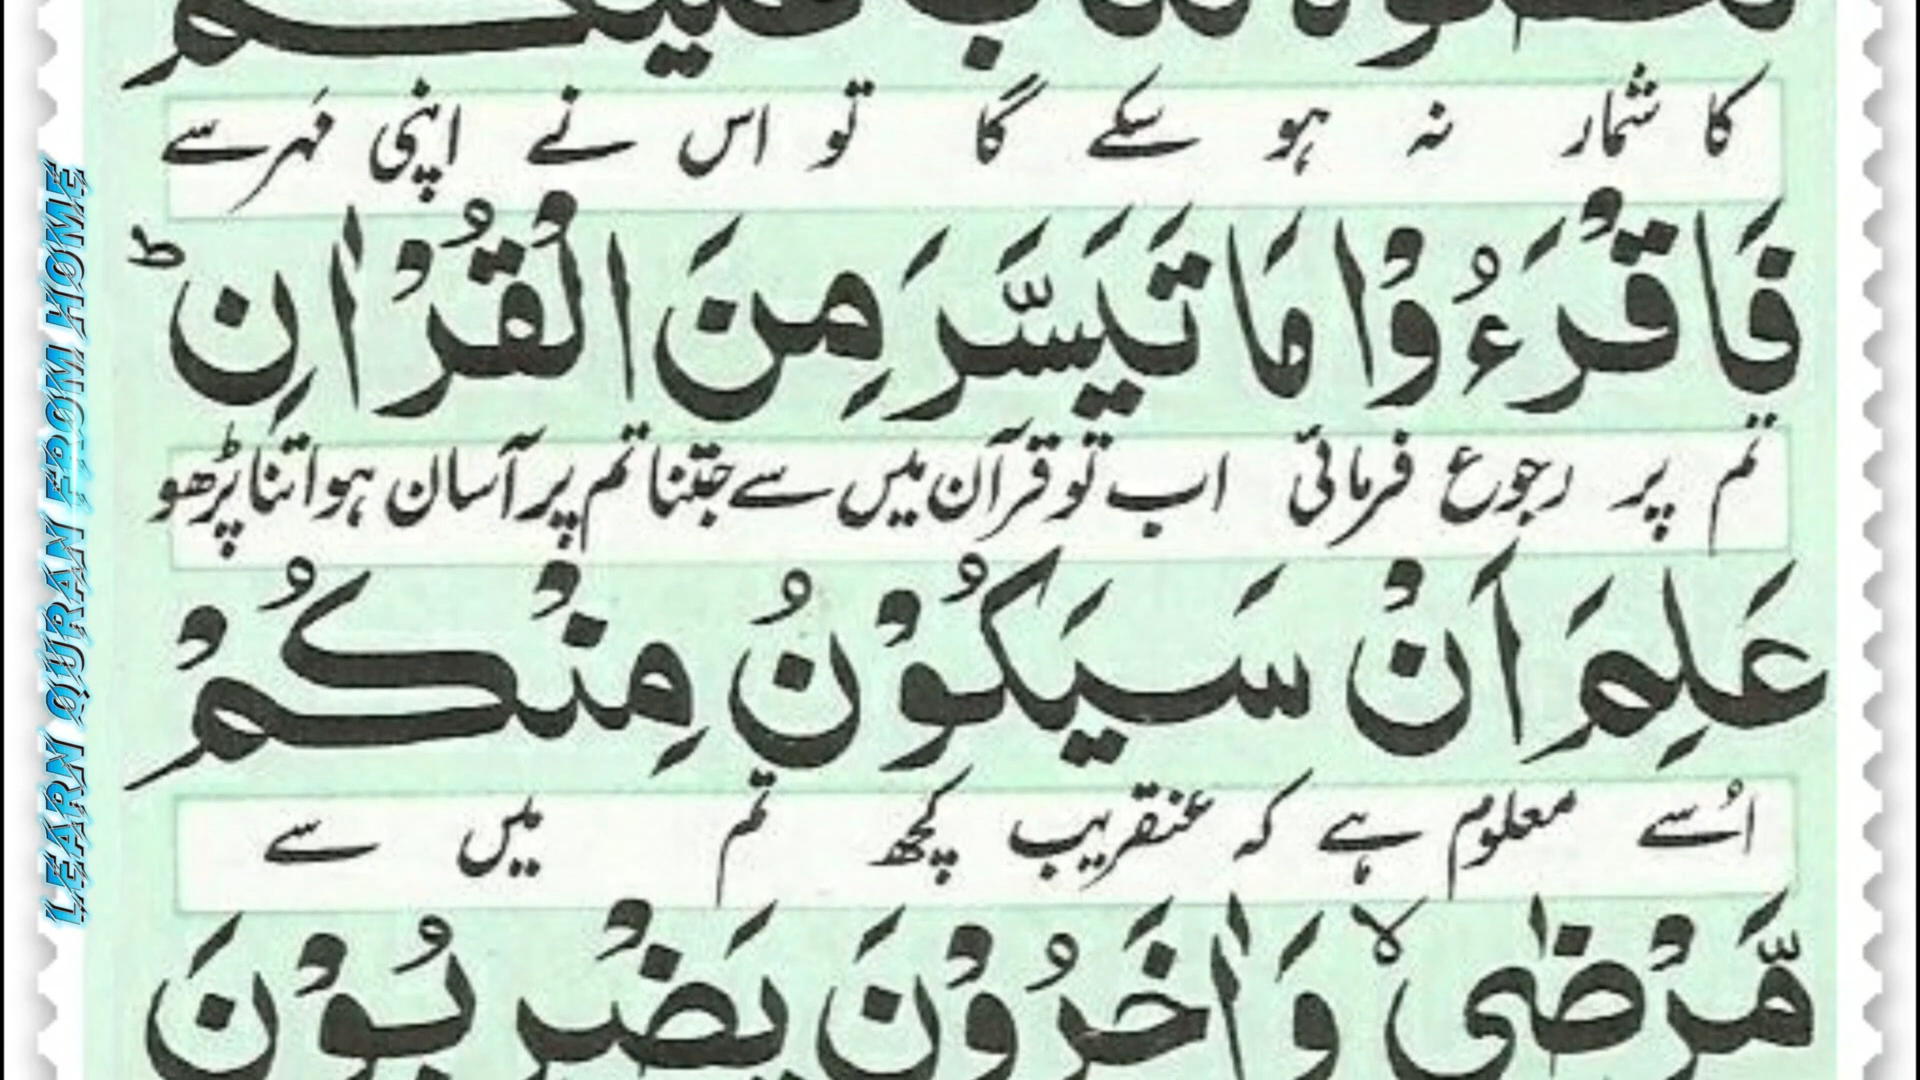 تُحْصُوْهُ فَتَابَ عَلَيْكُمْ
کا شمار نہ ہو سکے گا تو اس نے اپنی مہر سے
فَاقْرَءُوْا مَا تَيَسَّرَ مِنَ الْقُرْاٰنِ ؕ
تم پر رجوع فرمائی اب تو قرآن میں سے جتنا تم پر آسان ہو اتنا پڑھو
عَلِمَ اَنْ سَيَكُوْنُ مِنْكُمْ
اُسے معلوم ہے کہ عنقریب کچھ تم میں سے
مَّرْضٰى ۙ وَاٰخَرُوْنَ يَضْرِبُوْنَ
LEARN QURAN FROM HOME